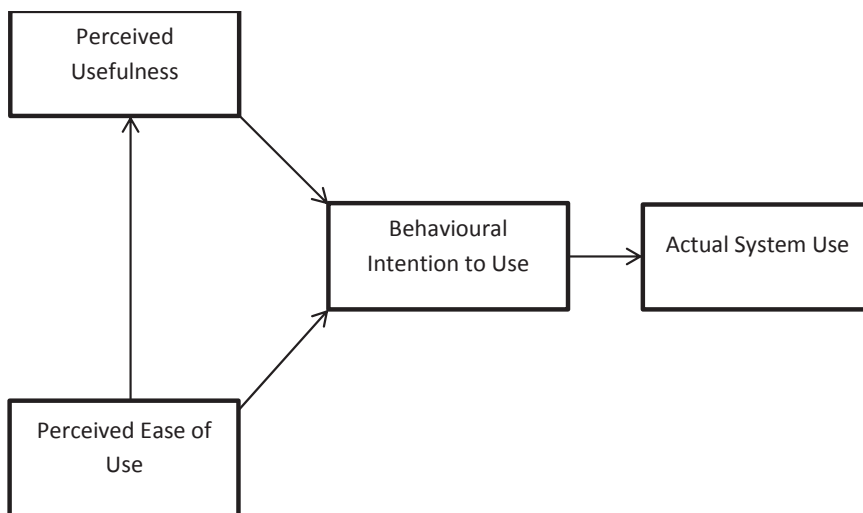 Perceived
Usefulness
Behavioural
Intention to Use
Actual System Use
Perceived Ease of
Use